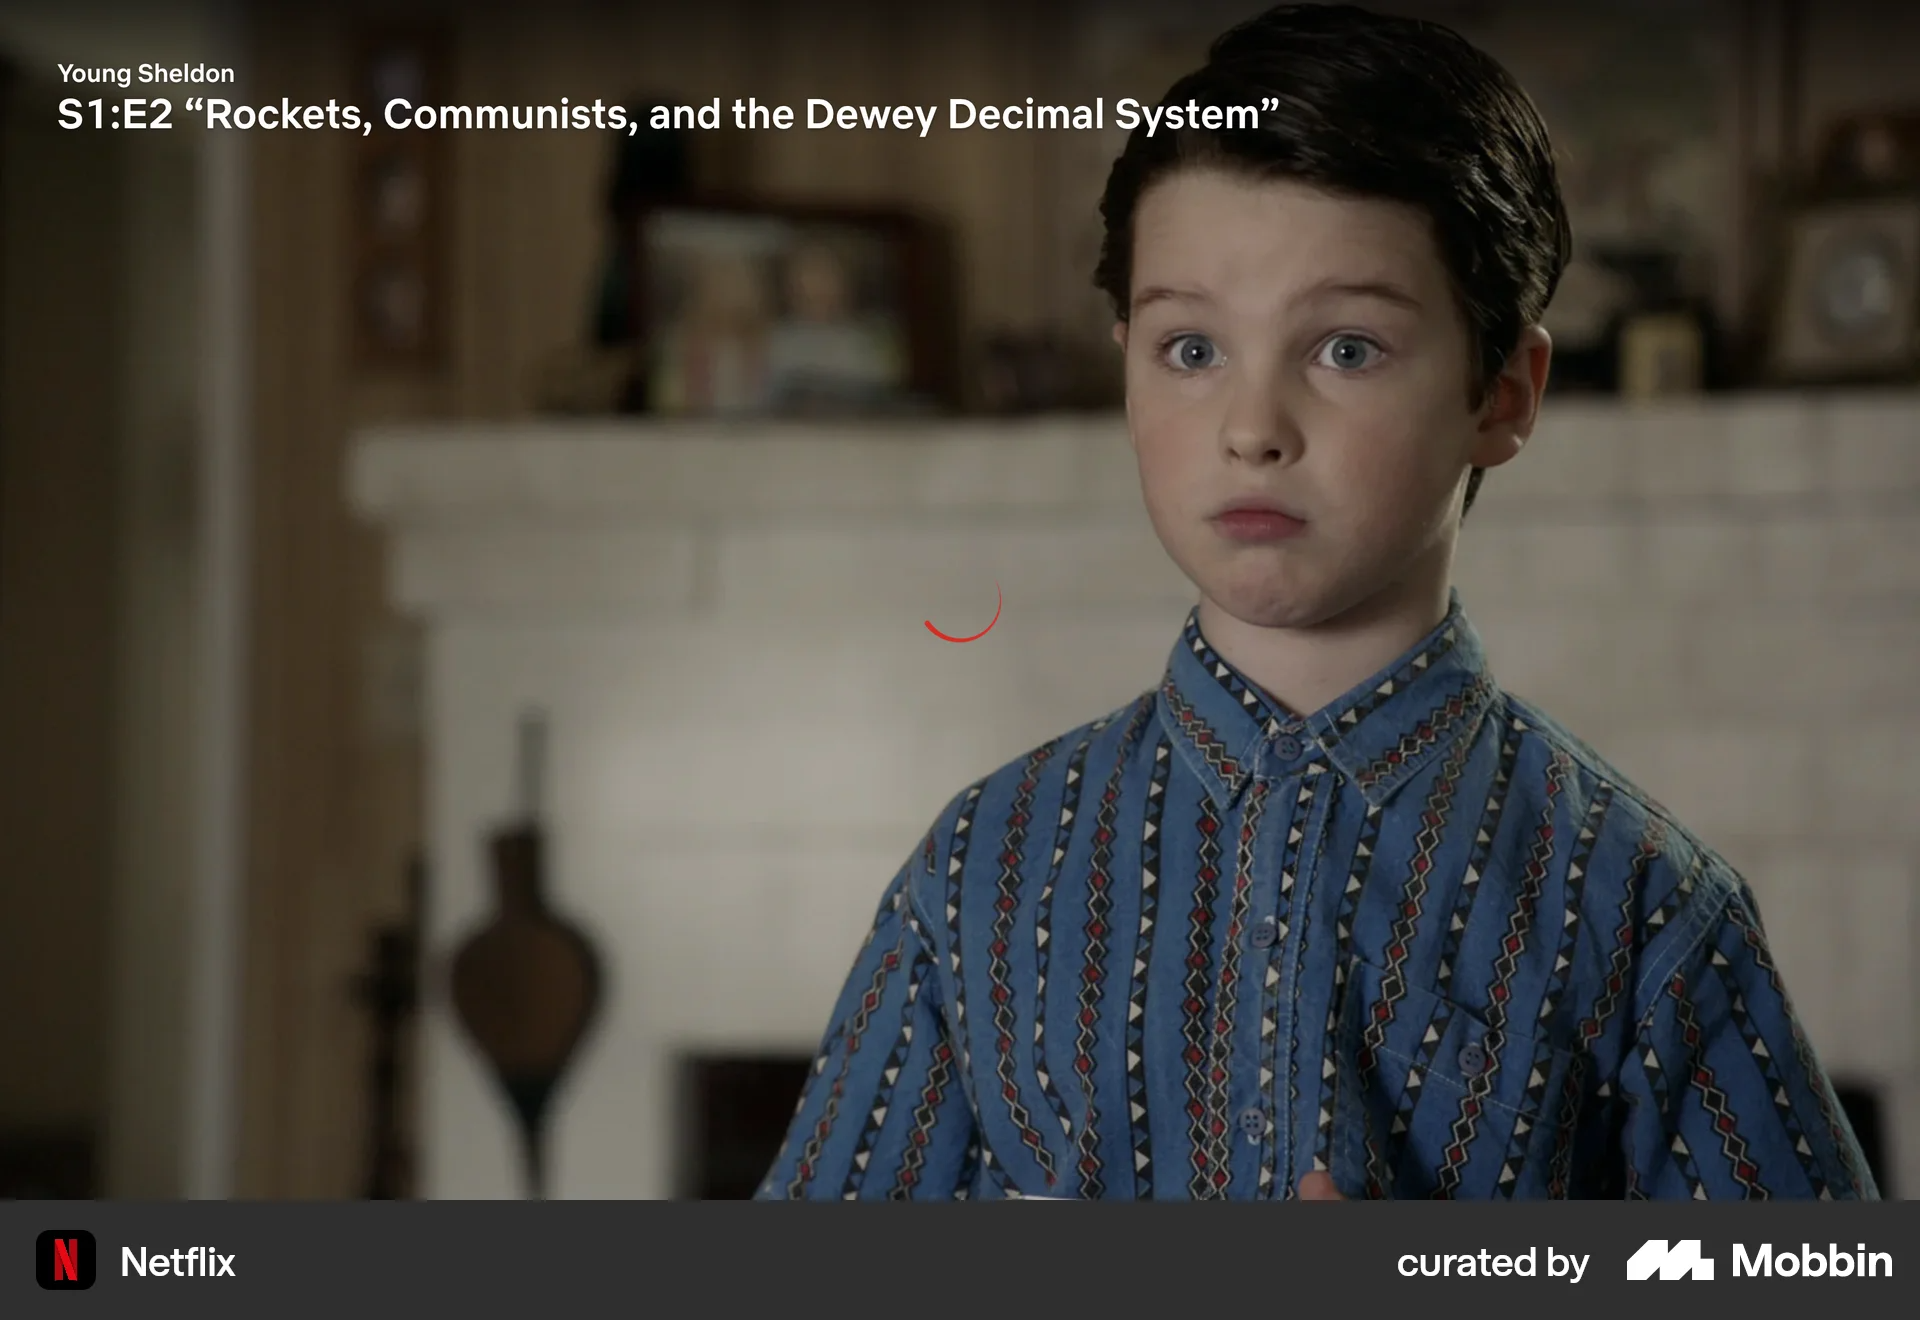 Young Sheldon
S1:E2 “Rockets, Communists, and the Dewey Decimal System”
Netflix
curated by Mobbin